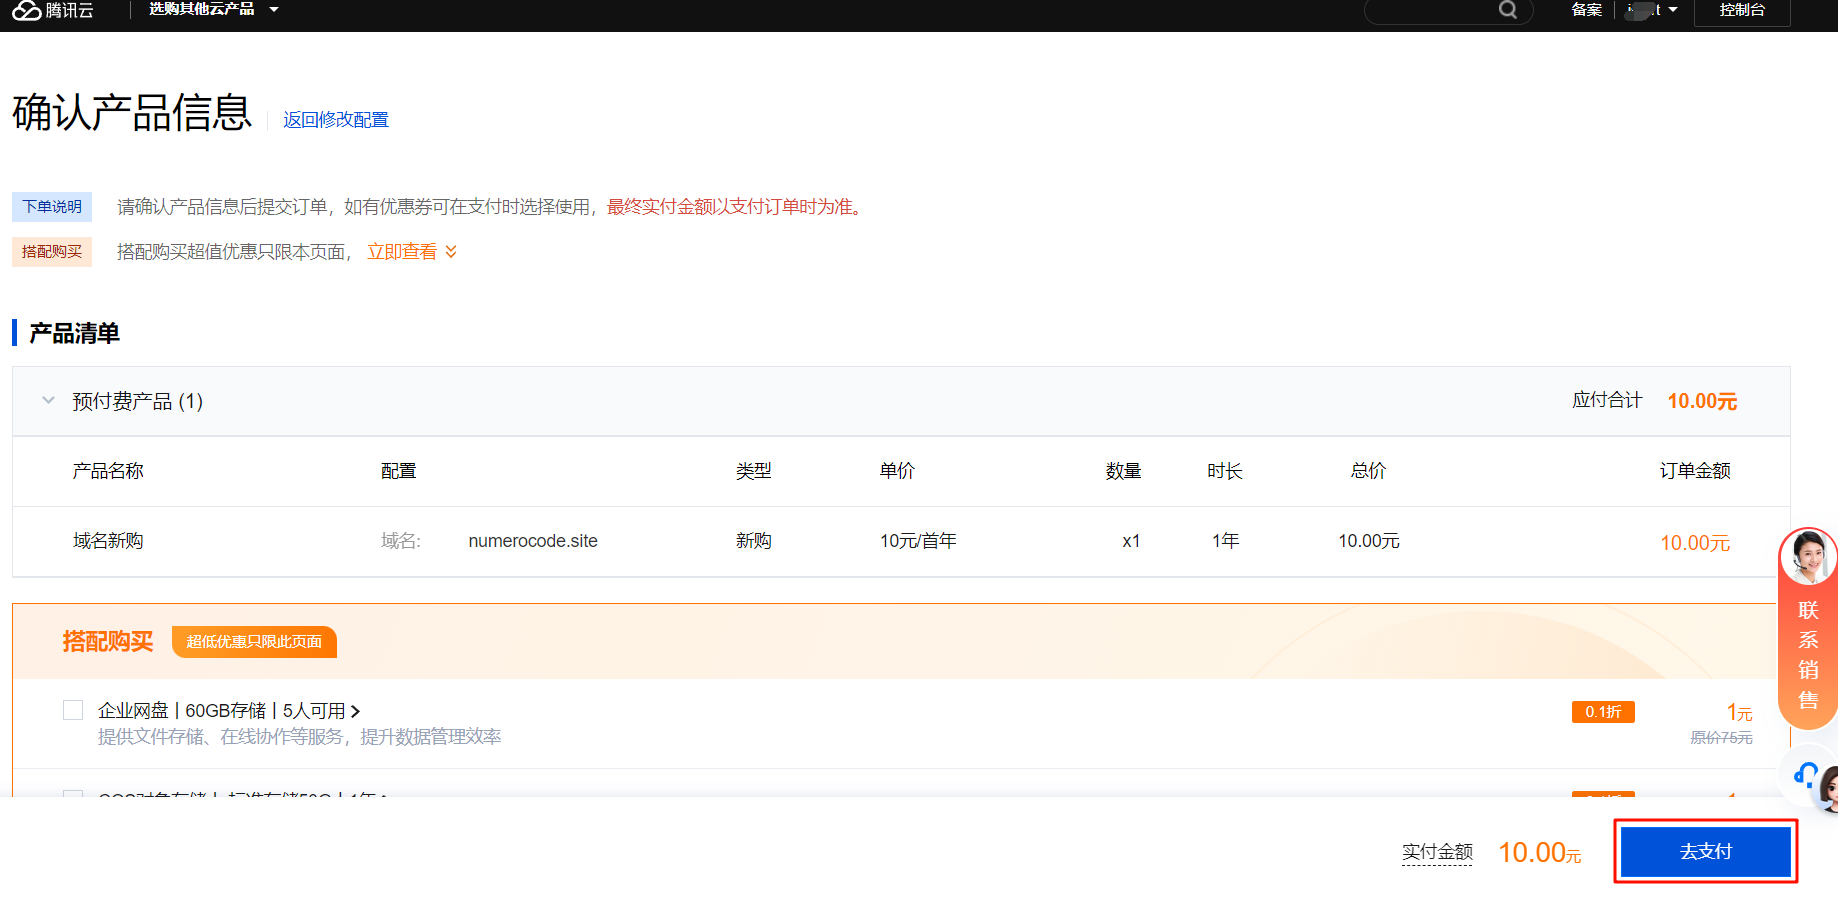 腾讯云 选购其他云产品 备案 控制台
确认产品信息 返回修改配置
下单说明 请确认产品信息后提交订单，如有优惠券可在支付时选择使用，最终实付金额以支付订单时为准。
搭配购买 搭配购买超值优惠只限本页面， 立即查看
产品清单
预付费产品 (1) 应付合计 10.00元
产品名称 配置 类型 单价 数量 时长 总价 订单金额
域名新购 域名: numerocode.site 新购 10元/首年 x1 1年 10.00元 10.00元
搭配购买 超低优惠只限此页面
企业网盘 | 60GB存储 | 5人可用
0.1折 1元
提供文件存储、在线协作等服务，提升数据管理效率
原价75元
联系销售
实付金额 10.00元 去支付